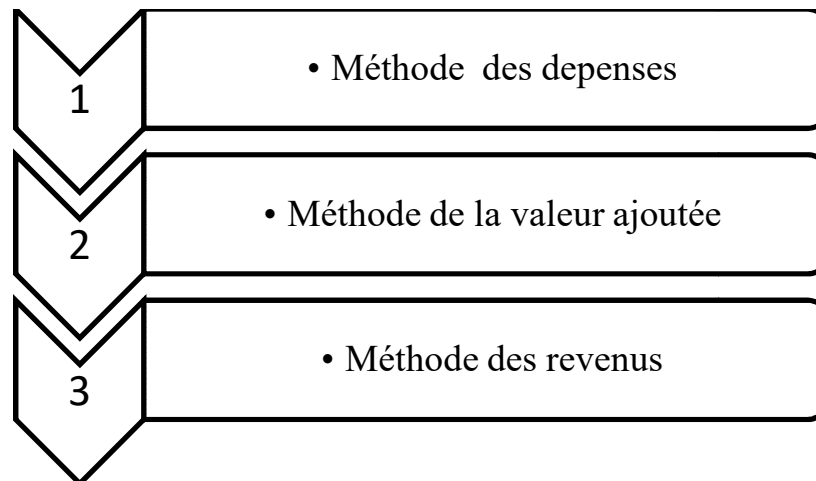 1
• Méthode des depenses
2
• Méthode de la valeur ajoutée
3
• Méthode des revenus